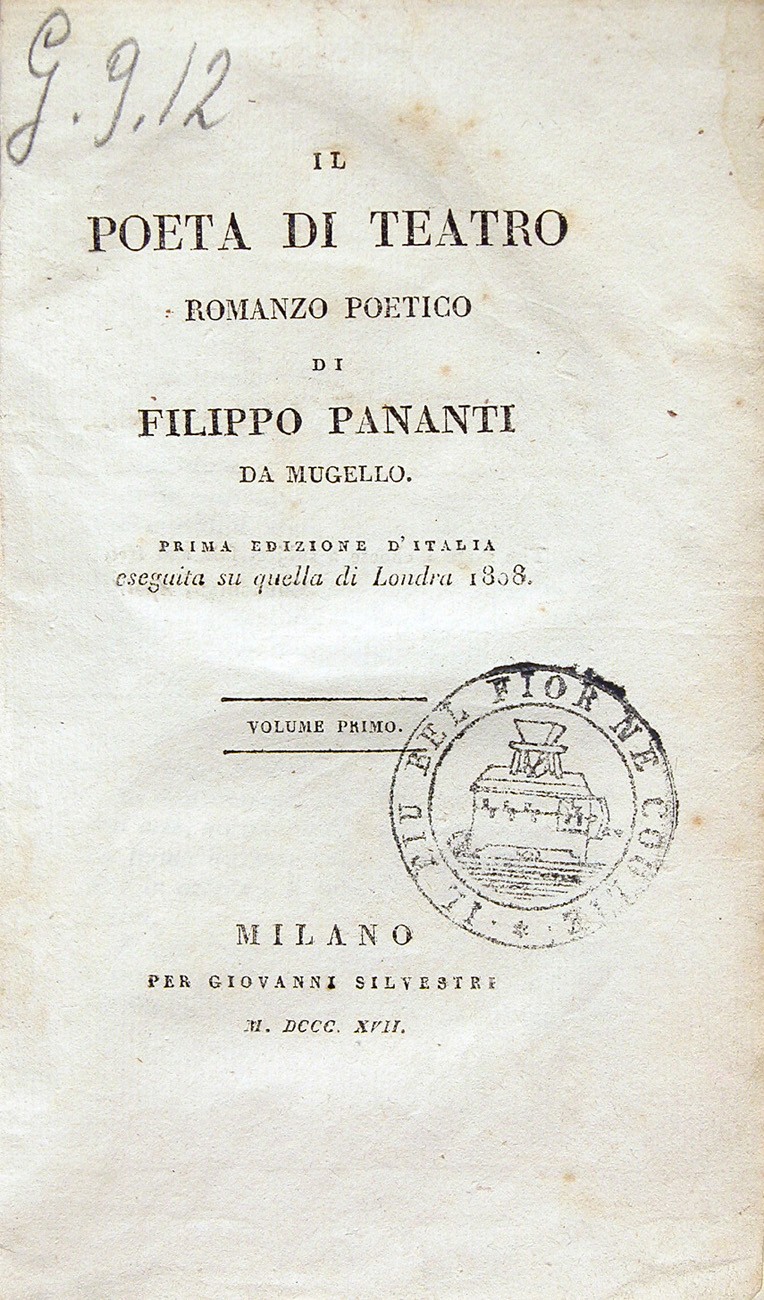 G. 9.12
IL
POETA DI TEATRO
ROMANZO POETICO
DI
FILIPPO PANANTI
DA MUGELLO.
PRIMA EDIZIONE D'ITALIA
eseguita su quella di Londra 1808.
VOLUME PRIMO.
IL PIU BEL FIOR NE COGLIE
MILANO
PER GIOVANNI SILVESTRI
M. DCCC. XVII.